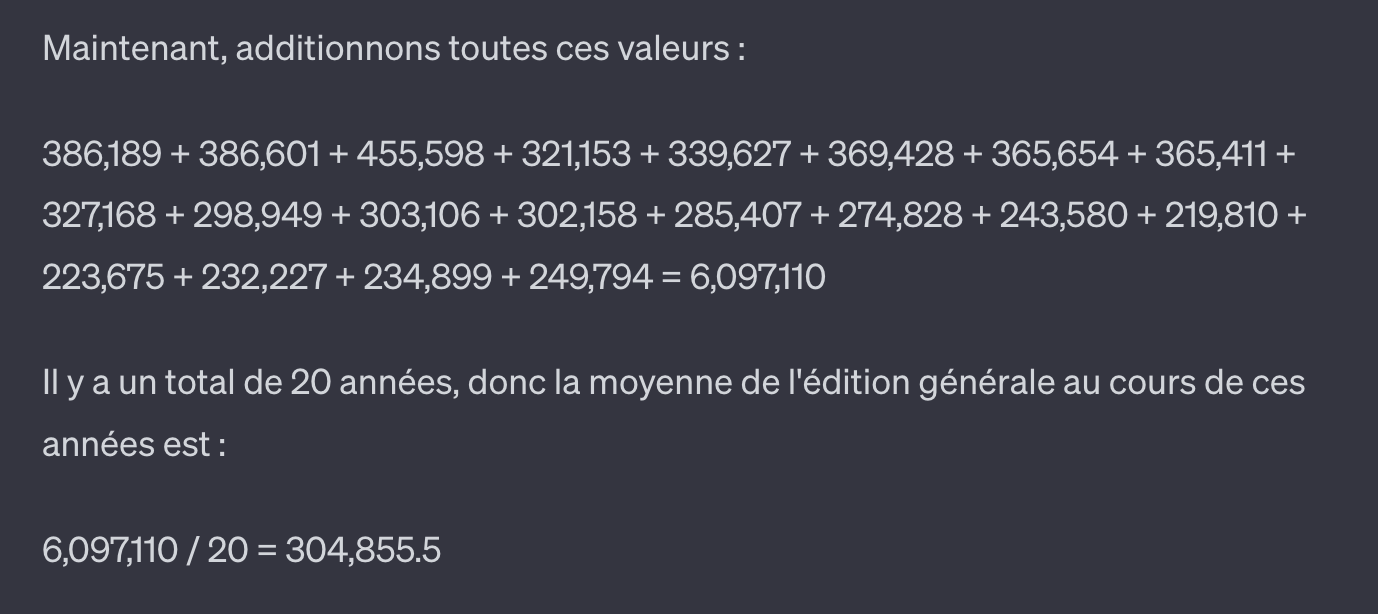 Maintenant, additionnons toutes ces valeurs :
386,189 + 386,601 + 455,598 + 321,153 + 339,627 + 369,428 + 365,654 + 365,411 +
327,168 + 298,949 + 303,106 + 302,158 + 285,407 + 274,828 + 243,580 + 219,810 +
223,675 + 232,227 + 234,899 + 249,794 = 6,097,110
Il y a un total de 20 années, donc la moyenne de l'édition générale au cours de ces
années est :
6,097,110 / 20 = 304,855.5